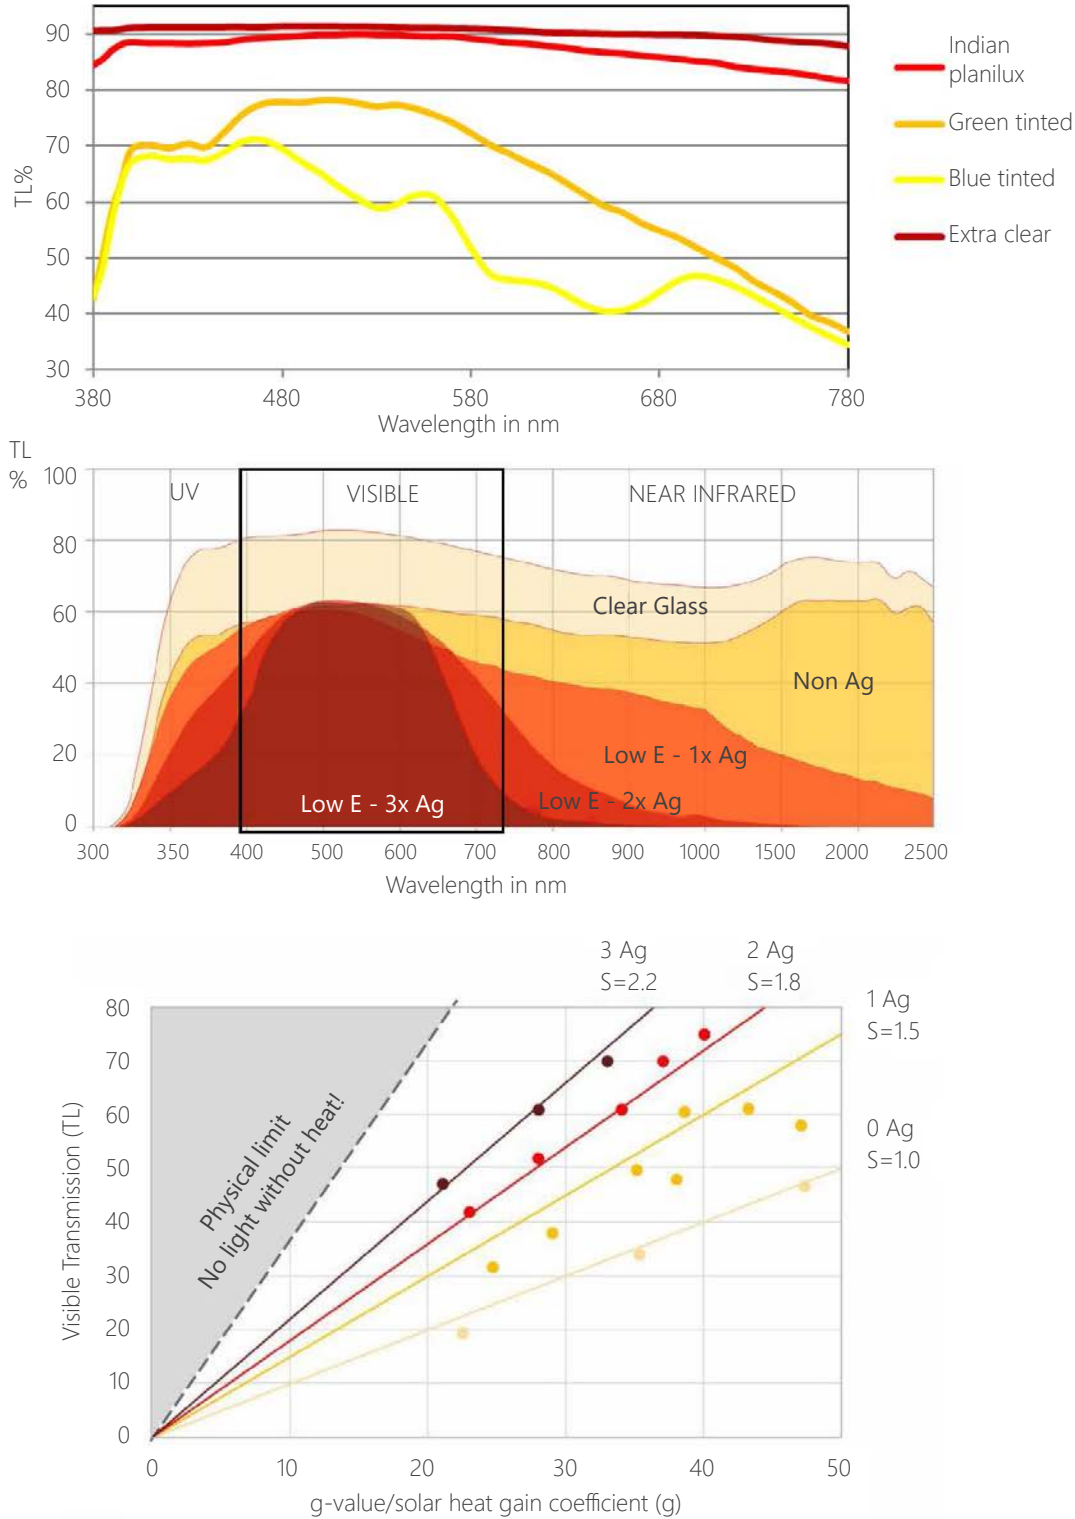 90
80
70
60
50
40
30
TL%
380
480
580
680
780
Wavelength in nm
Indian
planilux
Green tinted
Blue tinted
Extra clear
TL
%
100
80
60
40
20
0
UV
VISIBLE
NEAR INFRARED
Clear Glass
Non Ag
Low E - 1x Ag
Low E - 2x Ag
Low E - 3x Ag
300
350
400
500
600
700
800
900
1000
1500
2000
2500
Wavelength in nm
3 Ag
S=2.2
2 Ag
S=1.8
1 Ag
S=1.5
0 Ag
S=1.0
80
70
60
50
40
30
20
10
0
Visible Transmission (TL)
Physical limit
No light without heat!
0
10
20
30
40
50
g-value/solar heat gain coefficient (g)